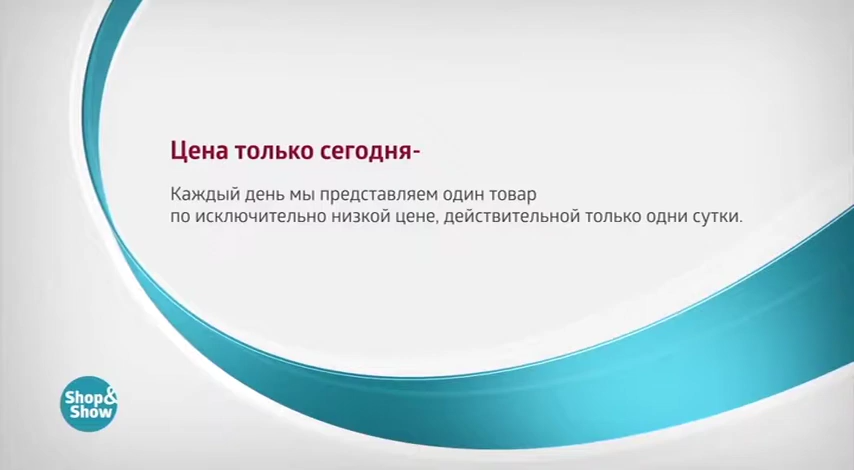 Цена только сегодня-
Каждый день мы представляем один товар
по исключительно низкой цене, действительной только одни сутки.
Shop&
Show